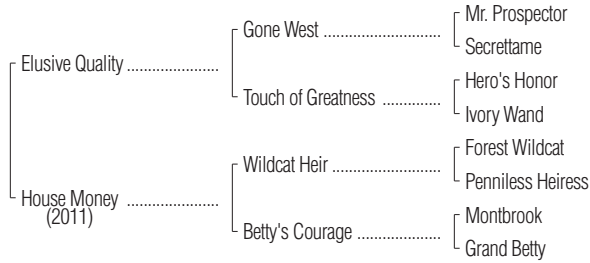 Mr. Prospector
Gone West ........................
Secrettame
Elusive Quality ....................
Hero's Honor
Touch of Greatness ............
Ivory Wand
Forest Wildcat
Wildcat Heir ......................
Penniless Heiress
House Money ....................
(2011)
Montbrook
Betty's Courage .................
Grand Betty